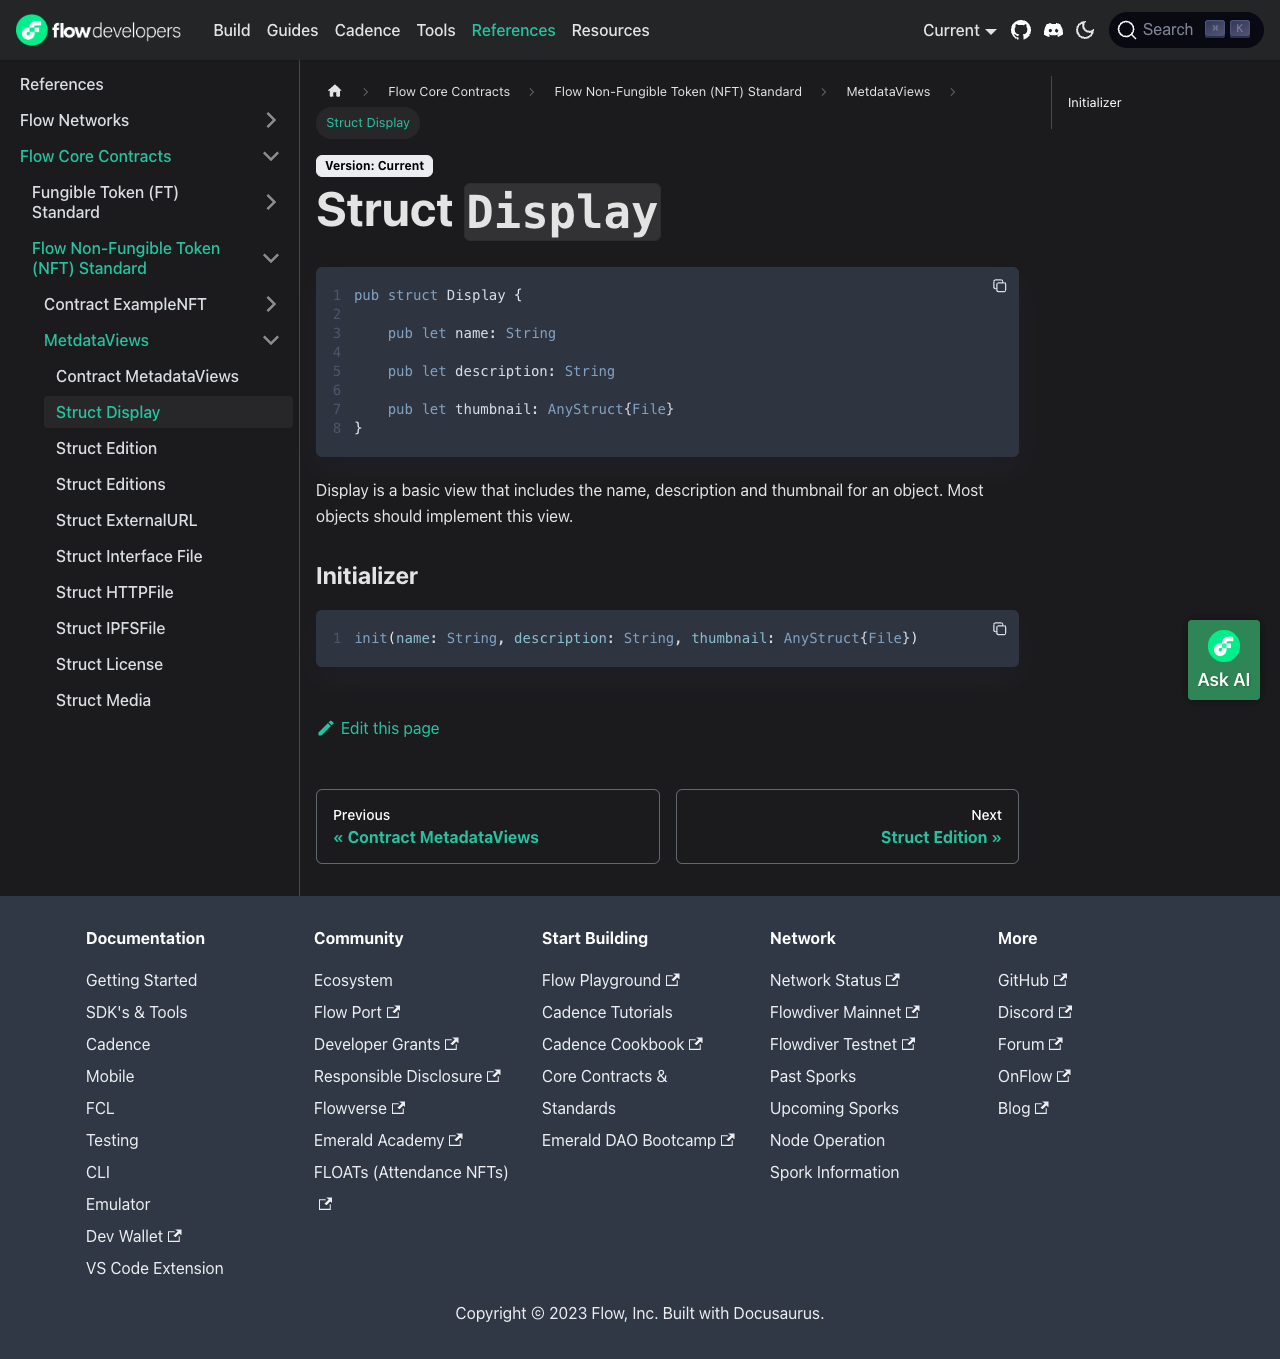 flowdevelopers Build Guides Cadence Tools References Resources Current Search ⌘ K
References
Flow Networks
Flow Core Contracts
Fungible Token (FT)
Standard
Flow Non-Fungible Token
(NFT) Standard
Contract ExampleNFT
MetdataViews
Contract MetadataViews
Struct Display
Struct Edition
Struct Editions
Struct ExternalURL
Struct Interface File
Struct HTTPFile
Struct IPFSFile
Struct License
Struct Media
Flow Core Contracts Flow Non-Fungible Token (NFT) Standard MetdataViews
Struct Display
Version: Current
Struct Display
1 pub struct Display {
2
3 pub let name: String
4
5 pub let description: String
6
7 pub let thumbnail: AnyStruct{File}
8 }
Display is a basic view that includes the name, description and thumbnail for an object. Most
objects should implement this view.
Initializer
1 init(name: String, description: String, thumbnail: AnyStruct{File})
Edit this page
Previous
« Contract MetadataViews
Next
Struct Edition »
Initializer
Ask AI
Documentation
Getting Started
SDK's & Tools
Cadence
Mobile
FCL
Testing
CLI
Emulator
Dev Wallet
VS Code Extension
Community
Ecosystem
Flow Port
Developer Grants
Responsible Disclosure
Flowverse
Emerald Academy
FLOATs (Attendance NFTs)
Start Building
Flow Playground
Cadence Tutorials
Cadence Cookbook
Core Contracts &
Standards
Emerald DAO Bootcamp
Network
Network Status
Flowdiver Mainnet
Flowdiver Testnet
Past Sporks
Upcoming Sporks
Node Operation
Spork Information
More
GitHub
Discord
Forum
OnFlow
Blog
Copyright © 2023 Flow, Inc. Built with Docusaurus.